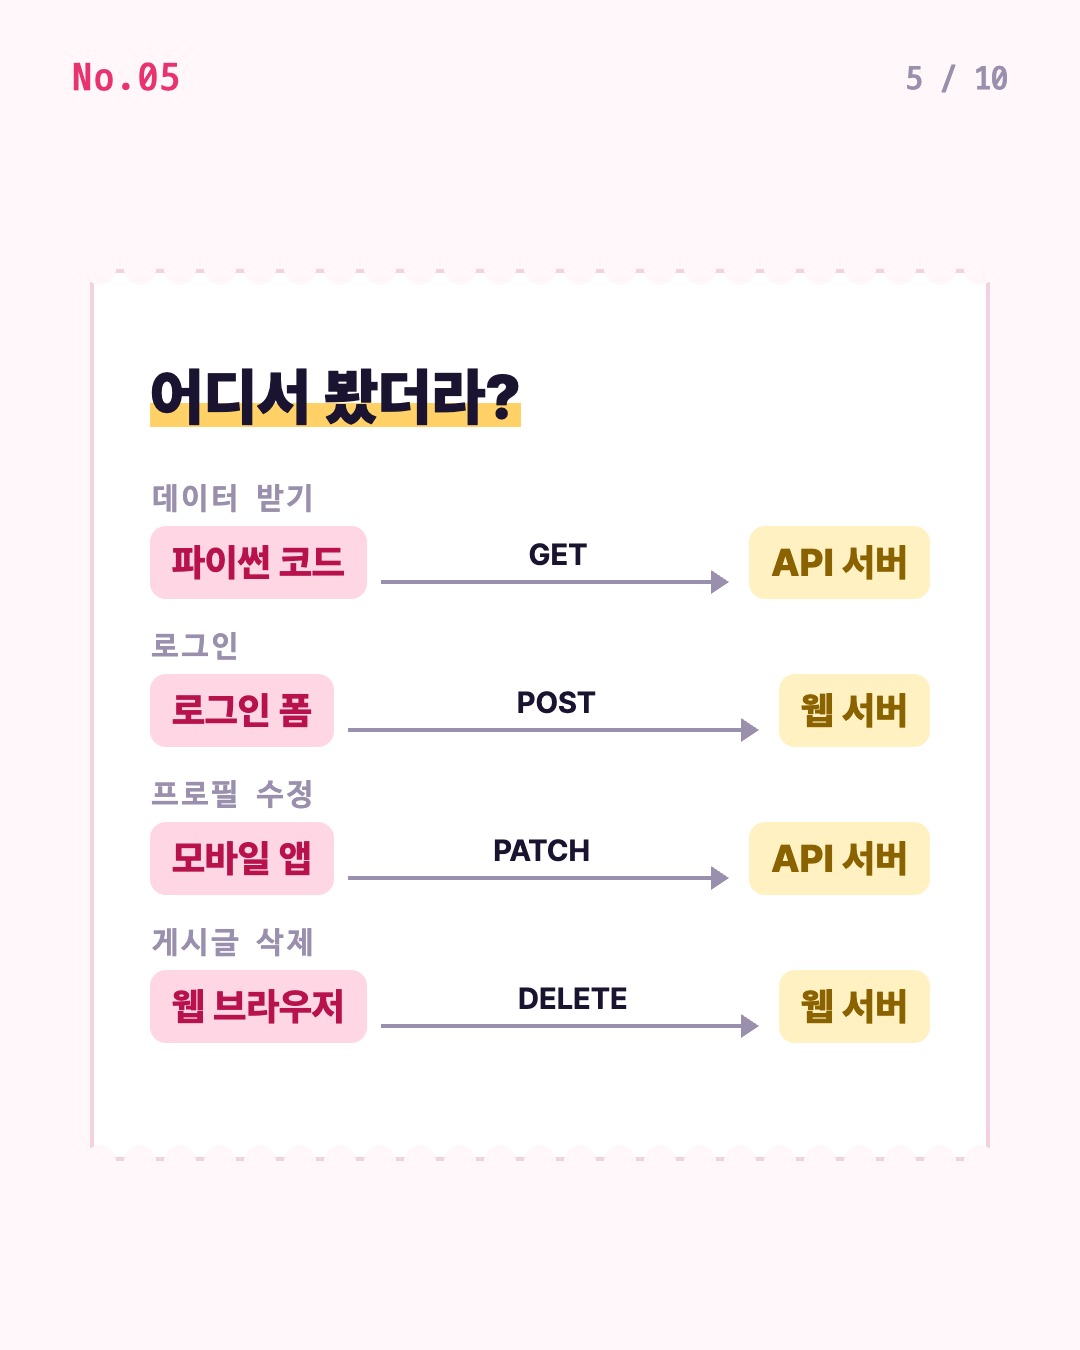 No.05
5 / 10
어디서 봤더라?
데이터 받기
파이썬 코드 GET API 서버
로그인
로그인 폼 POST 웹 서버
프로필 수정
모바일 앱 PATCH API 서버
게시글 삭제
웹 브라우저 DELETE 웹 서버